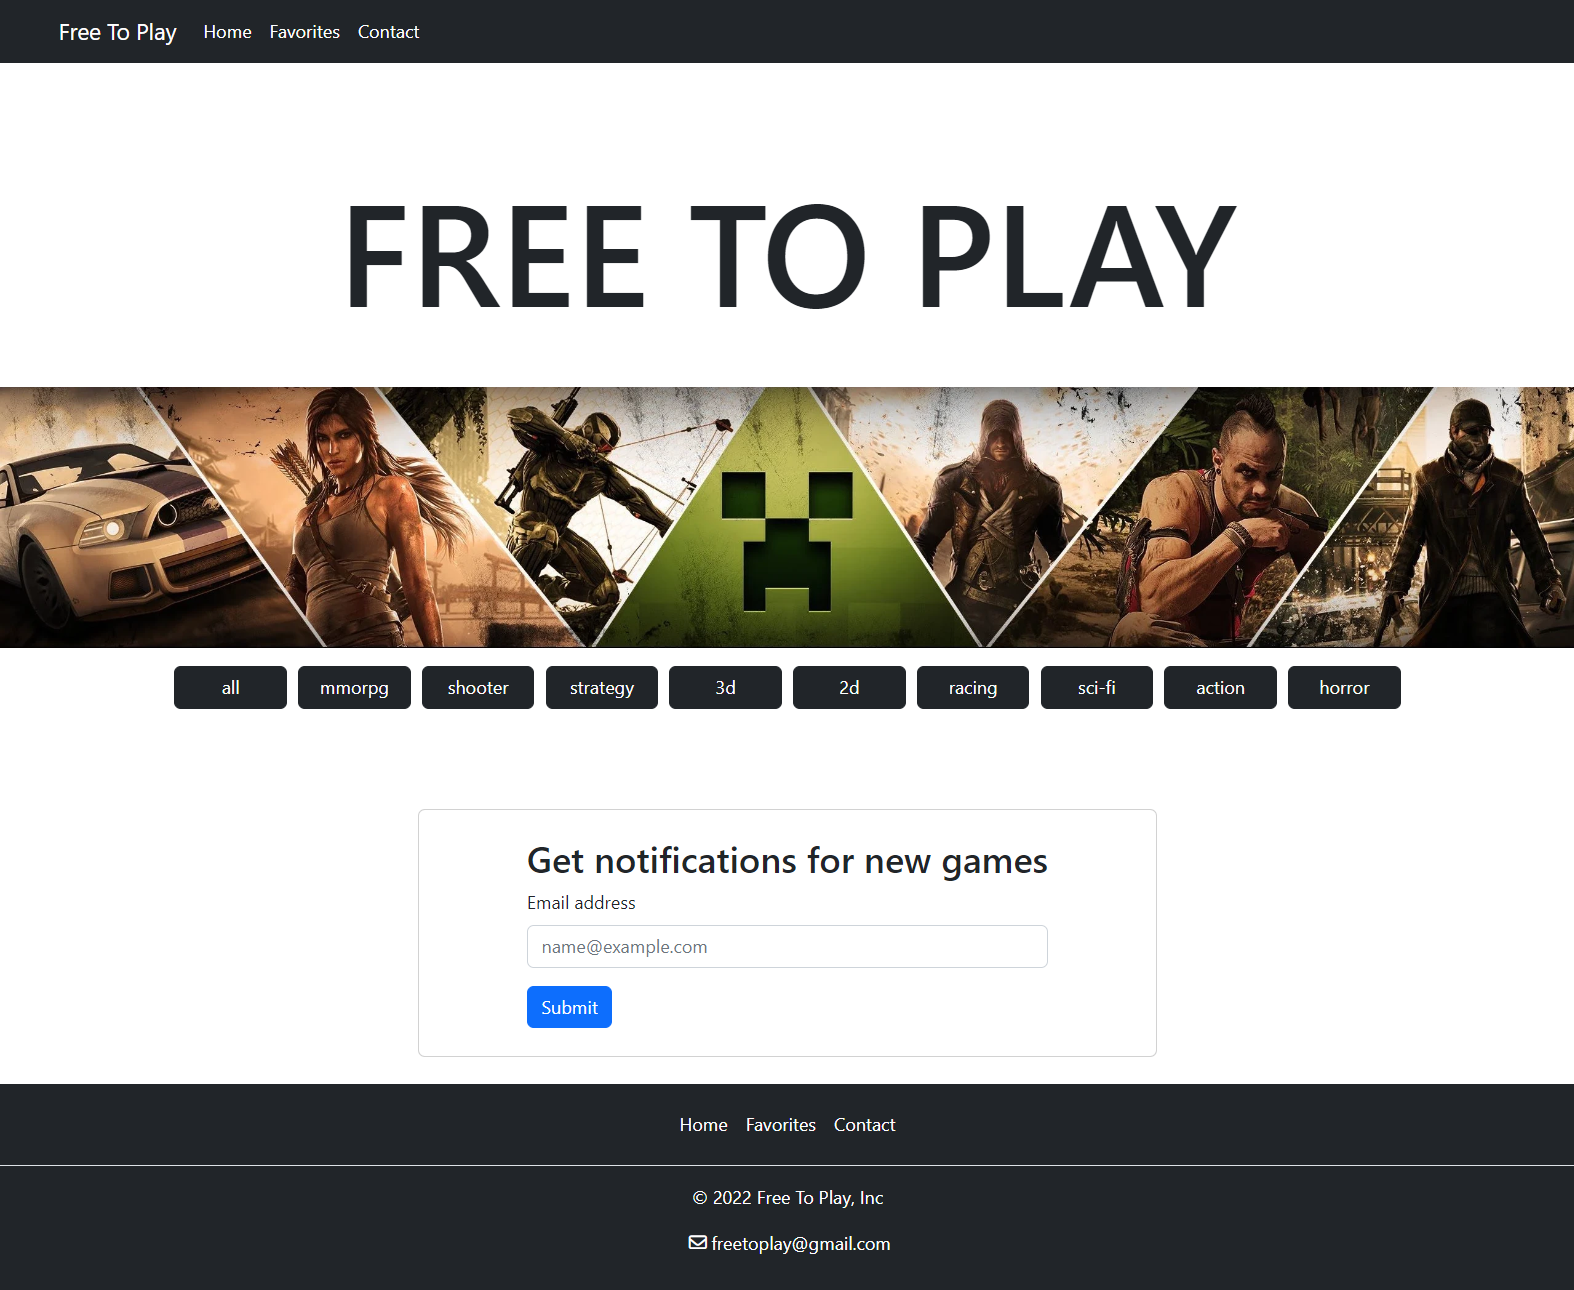 Free To Play Home Favorites Contact
FREE TO PLAY
all mmorpg shooter strategy 3d 2d racing sci-fi action horror
Get notifications for new games
Email address
name@example.com
Submit
Home Favorites Contact
© 2022 Free To Play, Inc
freetoplay@gmail.com